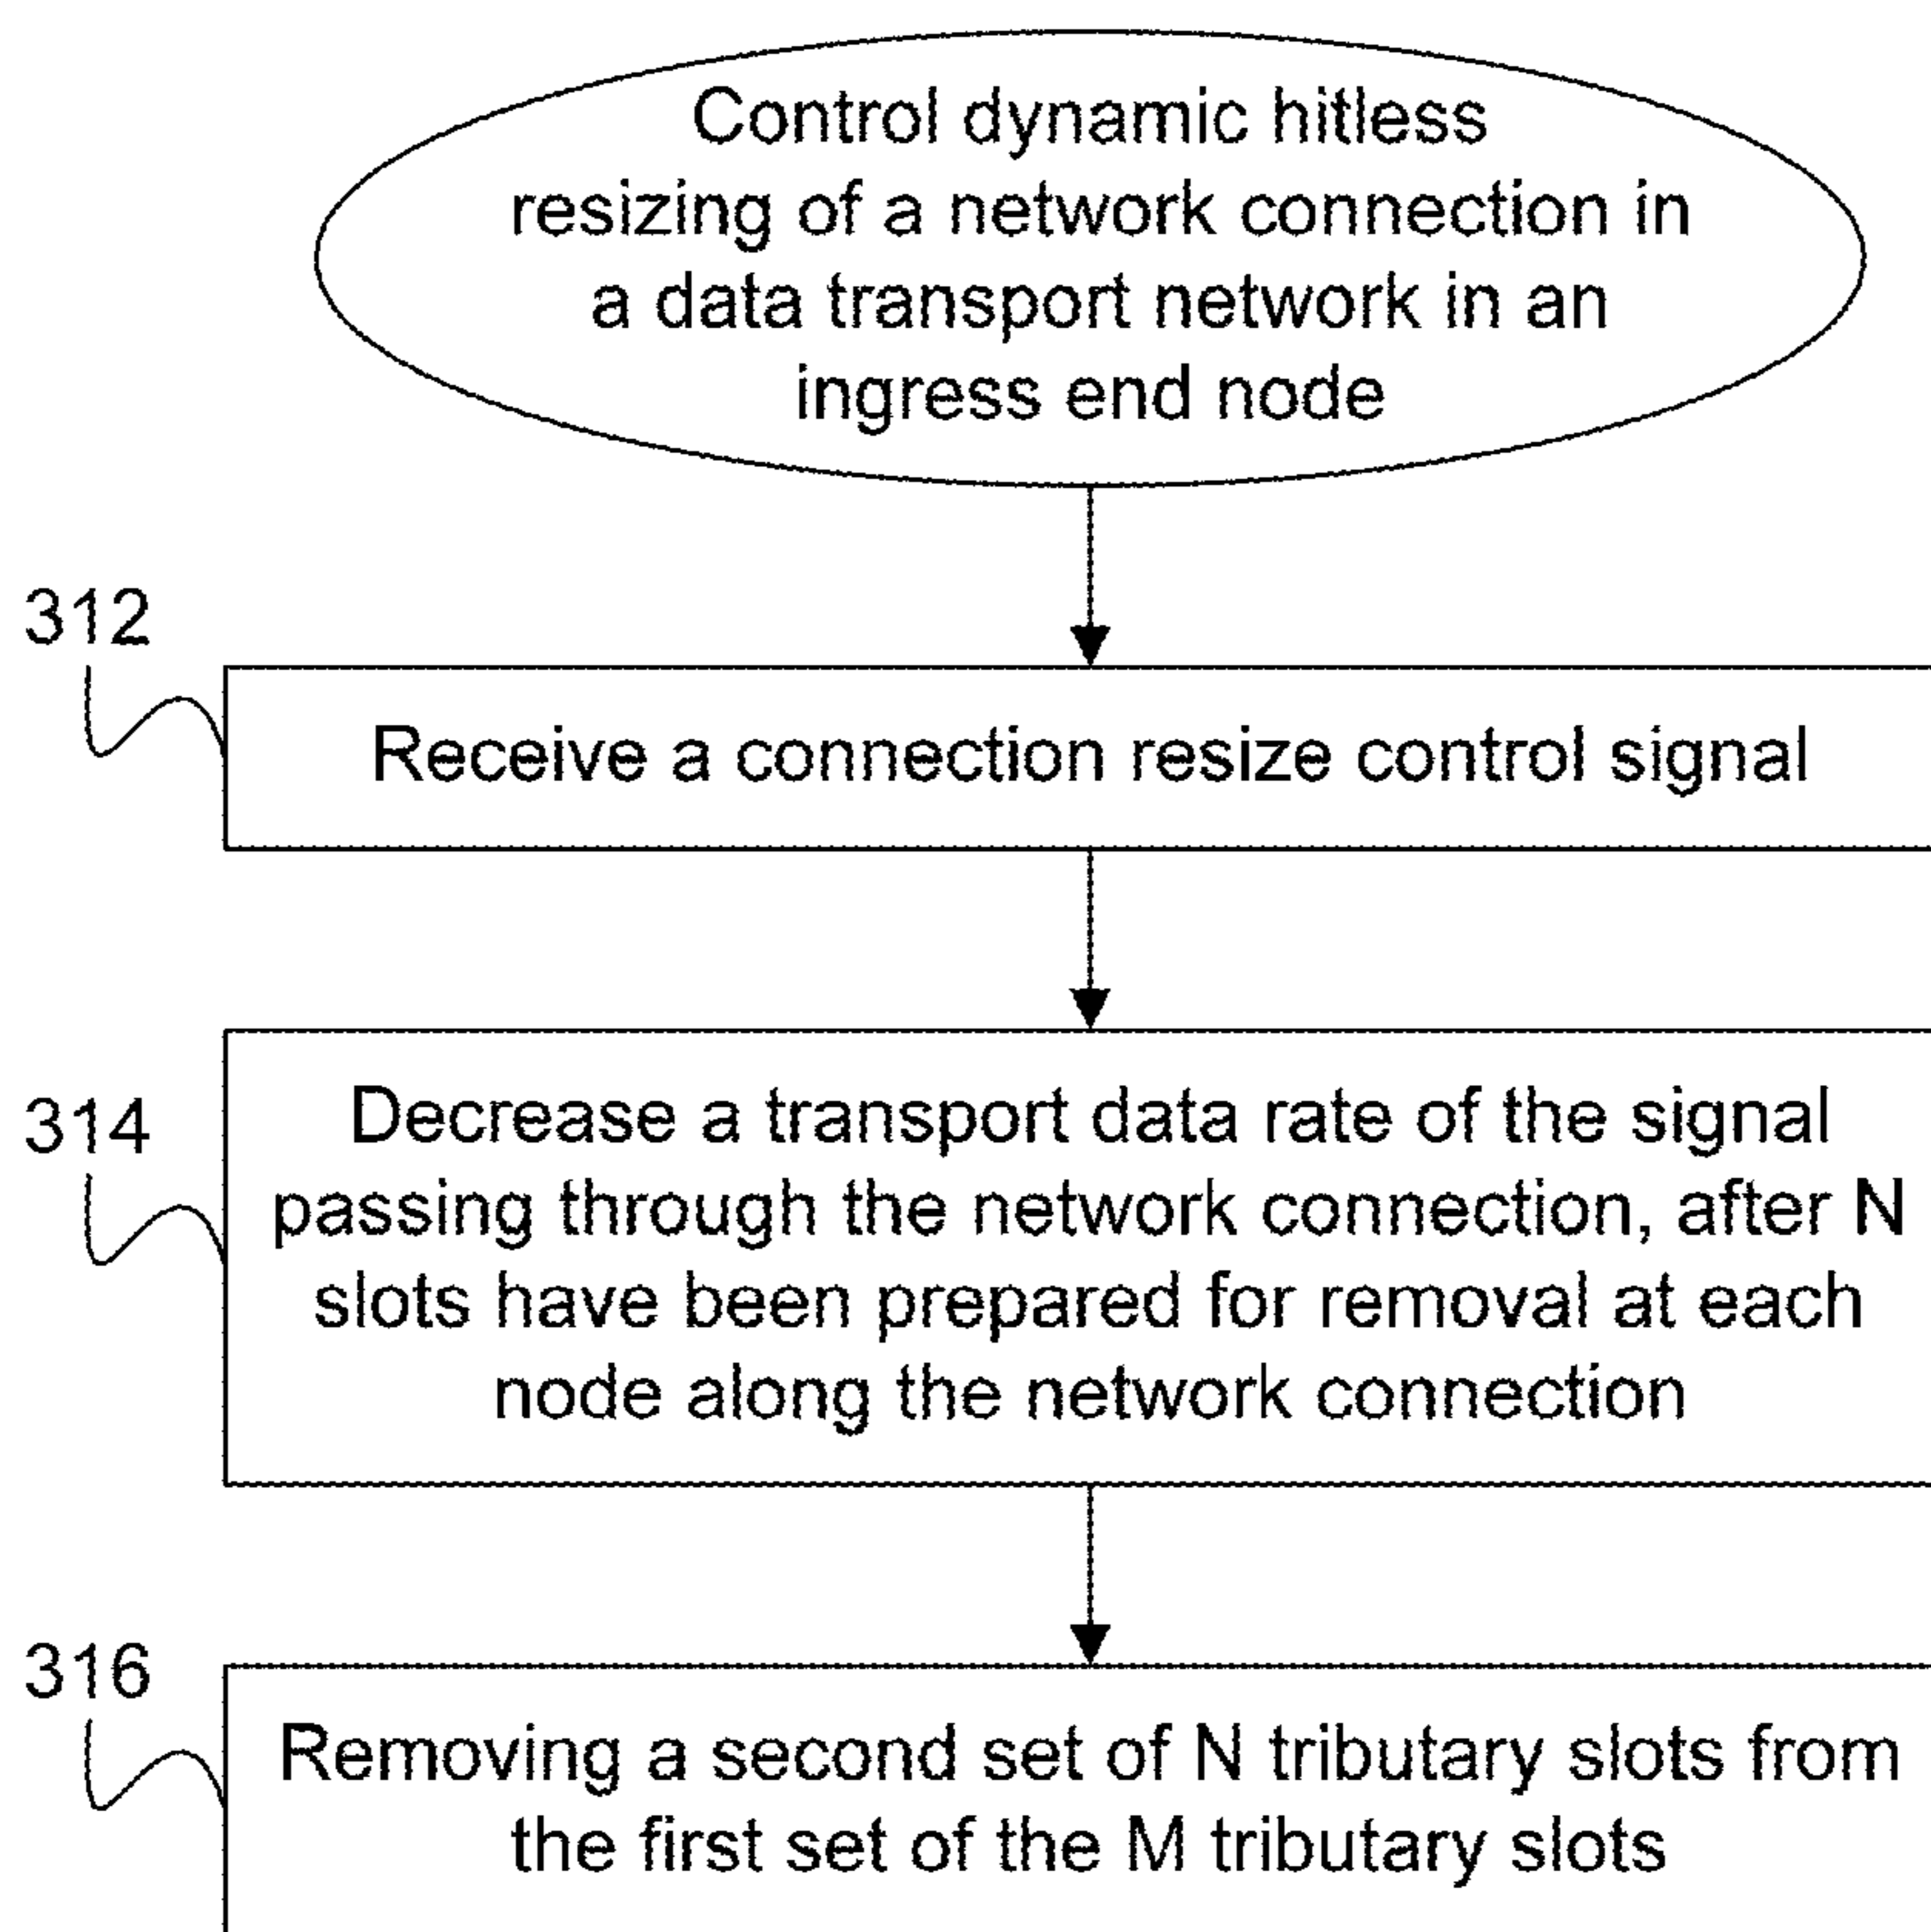 Control dynamic hitless
resizing of a network connection in
a data transport network in an
ingress end node
312
Receive a connection resize control signal
314
Decrease a transport data rate of the signal
passing through the network connection, after N
slots have been prepared for removal at each
node along the network connection
316
Removing a second set of N tributary slots from
the first set of the M tributary slots